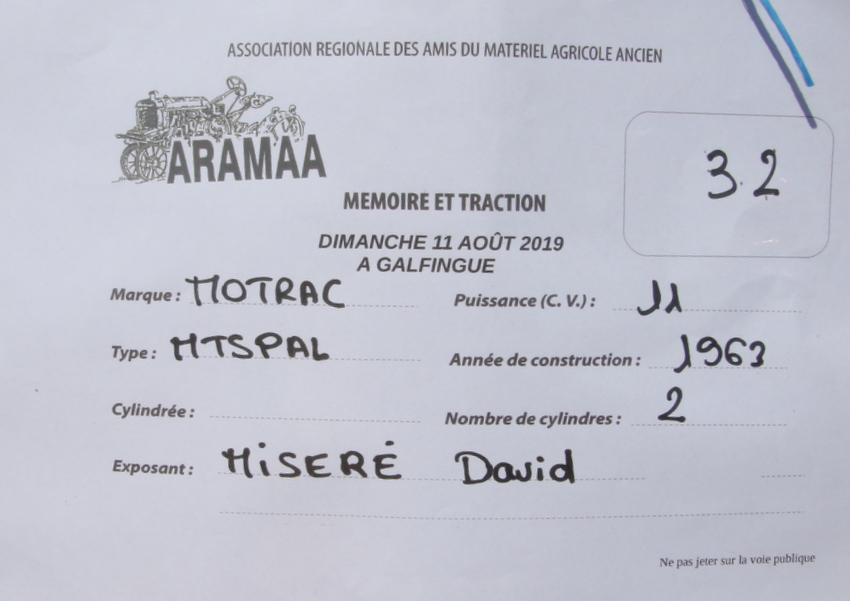 ASSOCIATION REGIONALE DES AMIS DU MATERIEL AGRICOLE ANCIEN
ARAMAA
32
MEMOIRE ET TRACTION
DIMANCHE 11 AOÛT 2019
A GALFINGUE
Marque : MOTRAC Puissance (C. V.) : 11
Type : MTSPAL Année de construction : 1963
Cylindrée : Nombre de cylindres : 2
Exposant : MiSERÉ David
Ne pas jeter sur la voie publique